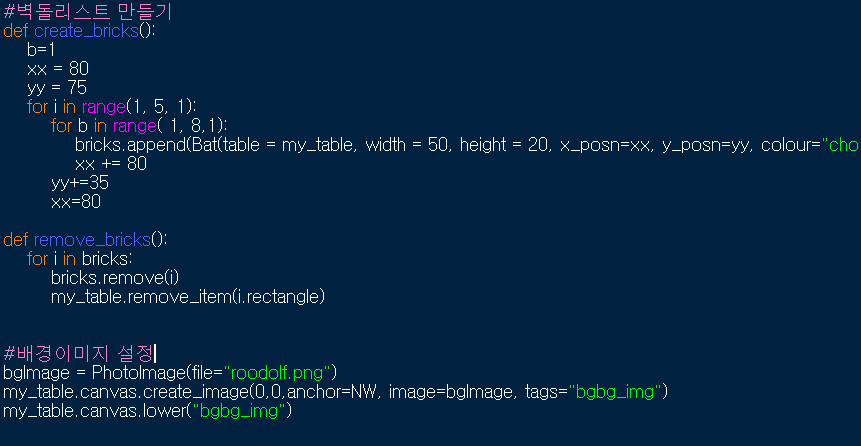 #벽돌리스트 만들기
def create_bricks():
    b=1
    xx = 80
    yy = 75
    for i in range(1, 5, 1):
        for b in range( 1, 8,1):
            bricks.append(Bat(table = my_table, width = 50, height = 20, x_posn=xx, y_posn=yy, colour="cho
            xx += 80
        yy+=35
        xx=80
def remove_bricks():
    for i in bricks:
        bricks.remove(i)
        my_table.remove_item(i.rectangle)
#배경이미지 설정
bgImage = PhotoImage(file="roodolf.png")
my_table.canvas.create_image(0,0,anchor=NW, image=bgImage, tags="bgbg_img")
my_table.canvas.lower("bgbg_img")